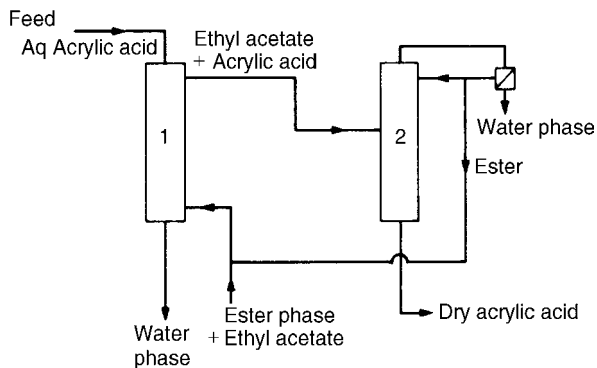 Feed
Aq Acrylic acid
Ethyl acetate
+ Acrylic acid
1
2
Water phase
Ester
Water
phase
Ester phase
+ Ethyl acetate
Dry acrylic acid